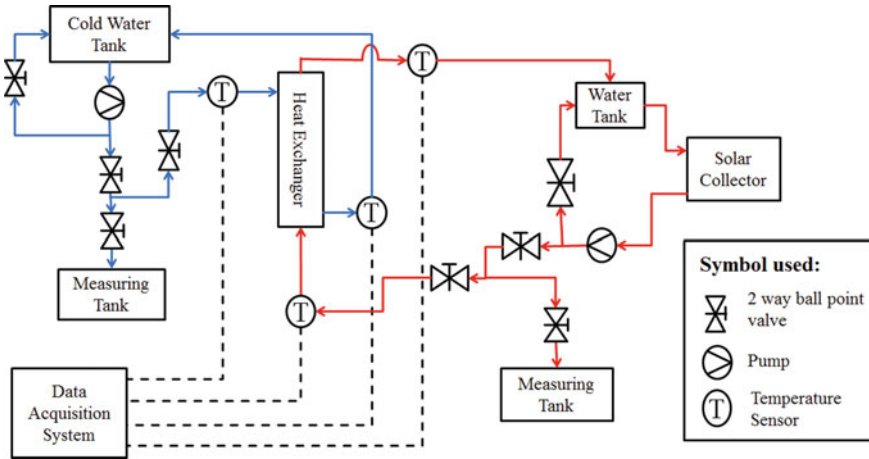 Cold Water
Tank
T
T
Heat Exchanger
Water
Tank
Solar
Collector
T
Measuring
Tank
T
Measuring
Tank
Data
Acquisition
System
Symbol used:
2 way ball point
valve
Pump
T
Temperature
Sensor